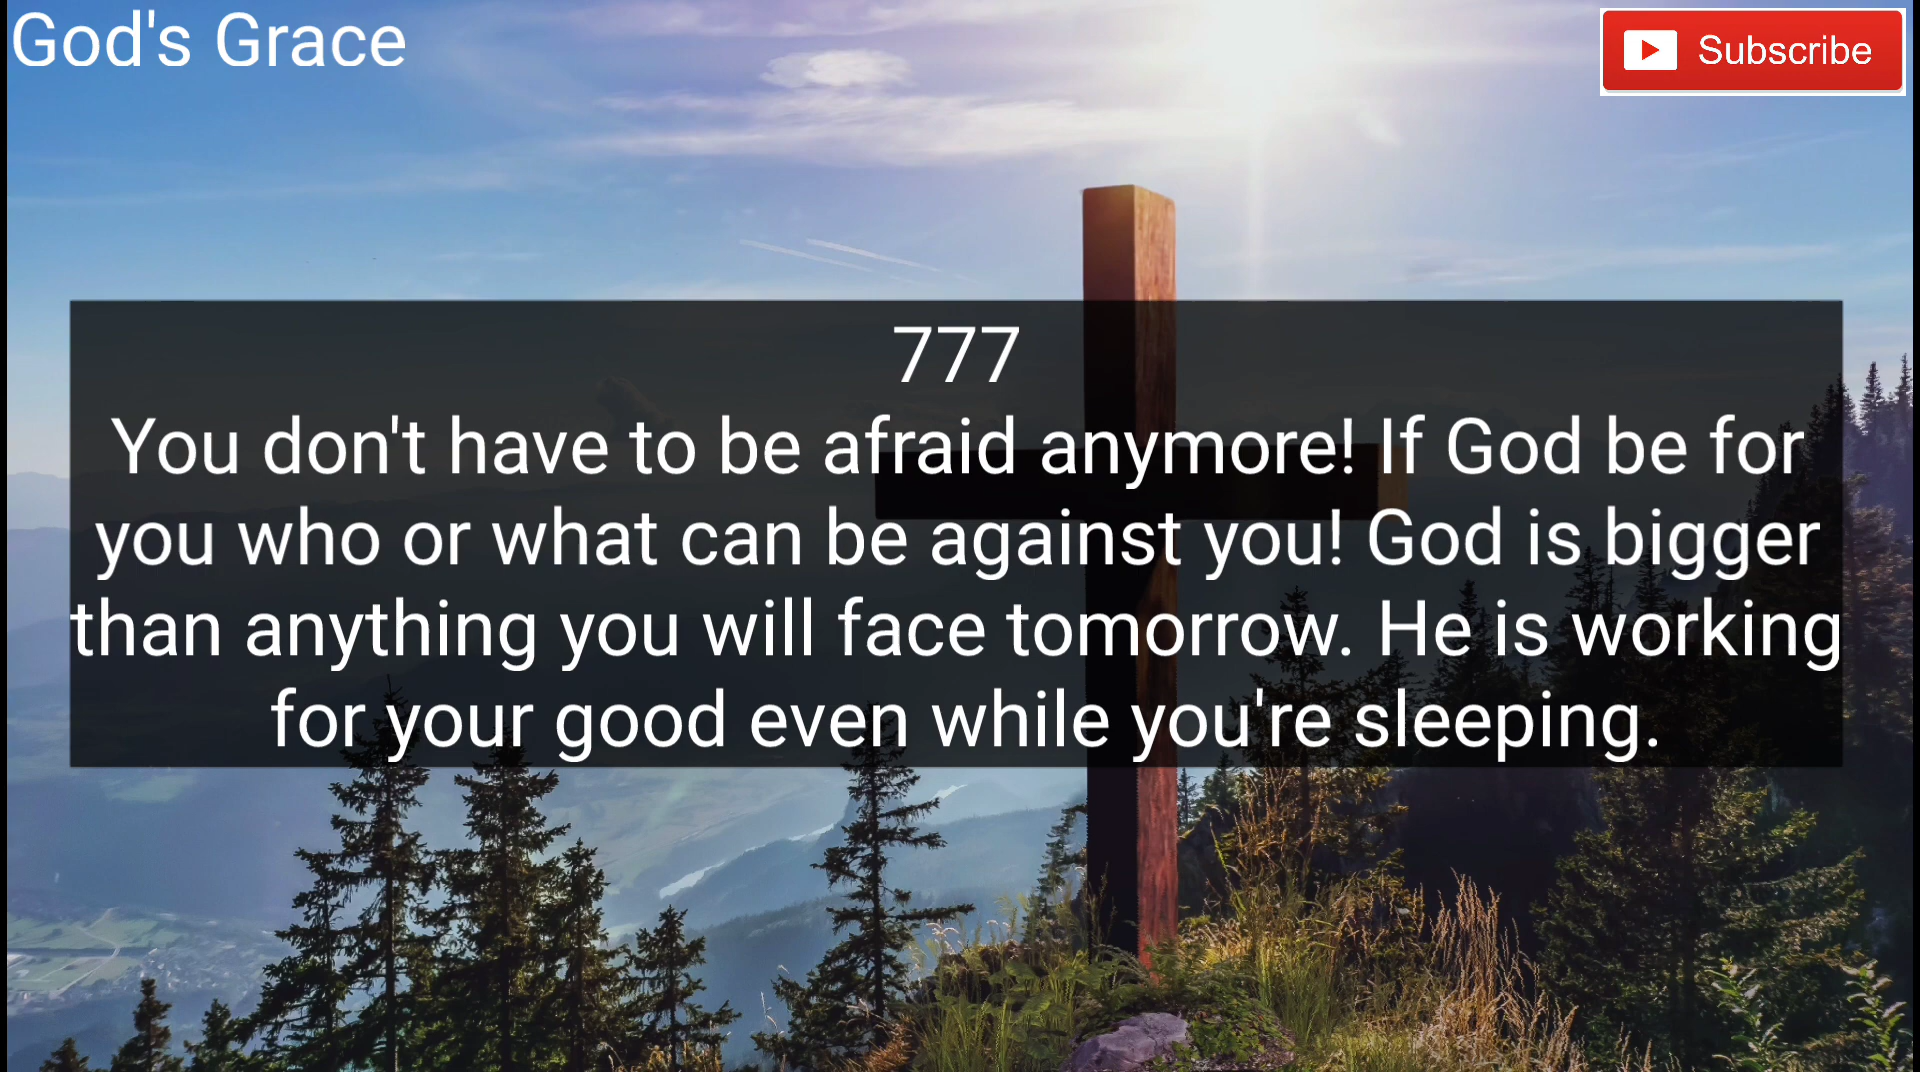 God's Grace
Subscribe
777
You don't have to be afraid anymore! If God be for
you who or what can be against you! God is bigger
than anything you will face tomorrow. He is working
for your good even while you're sleeping.